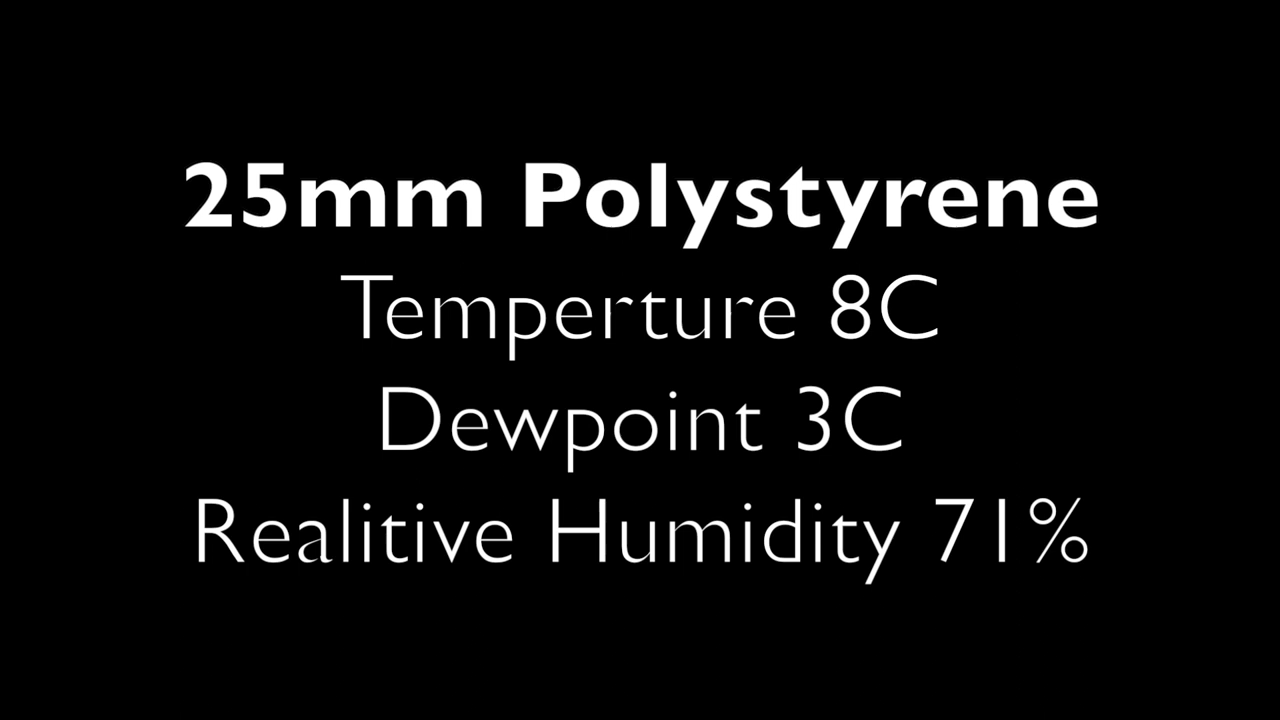 25mm Polystyrene
Temperture 8C
Dewpoint 3C
Realitive Humidity 71%